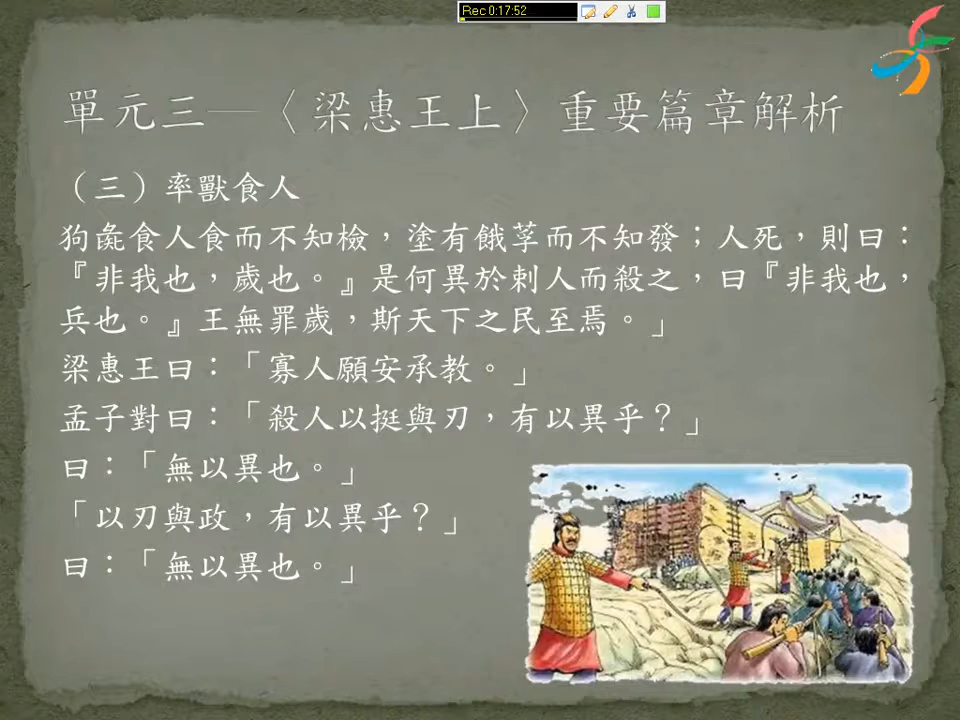 Rec 0:17:52
單元三─〈梁惠王上〉重要篇章解析
（三）率獸食人
狗彘食人食而不知檢，塗有餓莩而不知發；人死，則曰：
『非我也，歲也。』是何異於刺人而殺之，曰『非我也，
兵也。』王無罪歲，斯天下之民至焉。」
梁惠王曰：「寡人願安承教。」
孟子對曰：「殺人以挺與刃，有以異乎？」
曰：「無以異也。」
「以刃與政，有以異乎？」
曰：「無以異也。」